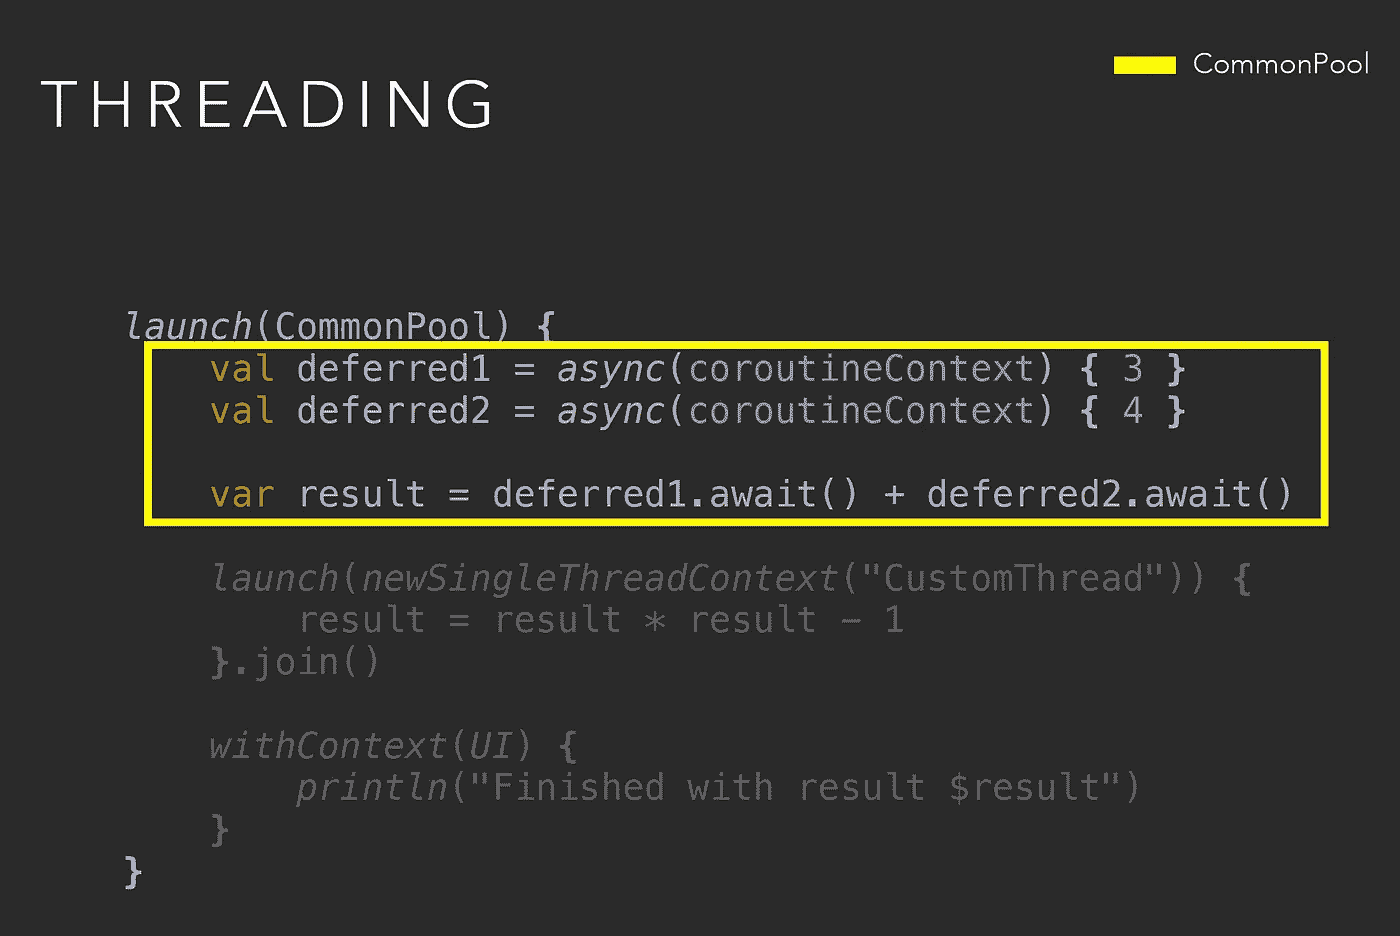 THREADING
CommonPool
launch(CommonPool) {
    val deferred1 = async(coroutineContext) { 3 }
    val deferred2 = async(coroutineContext) { 4 }
    var result = deferred1.await() + deferred2.await()
    launch(newSingleThreadContext("CustomThread")) {
        result = result * result - 1
    }.join()
    withContext(UI) {
        println("Finished with result $result")
    }
}